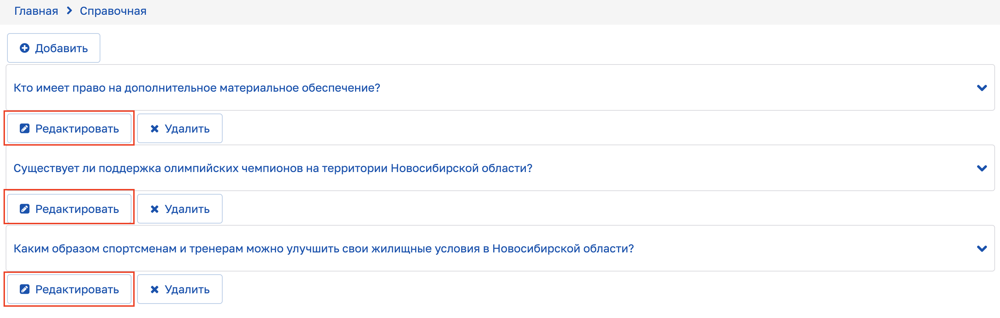 Главная > Справочная
Добавить
Кто имеет право на дополнительное материальное обеспечение?
Редактировать Удалить
Существует ли поддержка олимпийских чемпионов на территории Новосибирской области?
Редактировать Удалить
Каким образом спортсменам и тренерам можно улучшить свои жилищные условия в Новосибирской области?
Редактировать Удалить